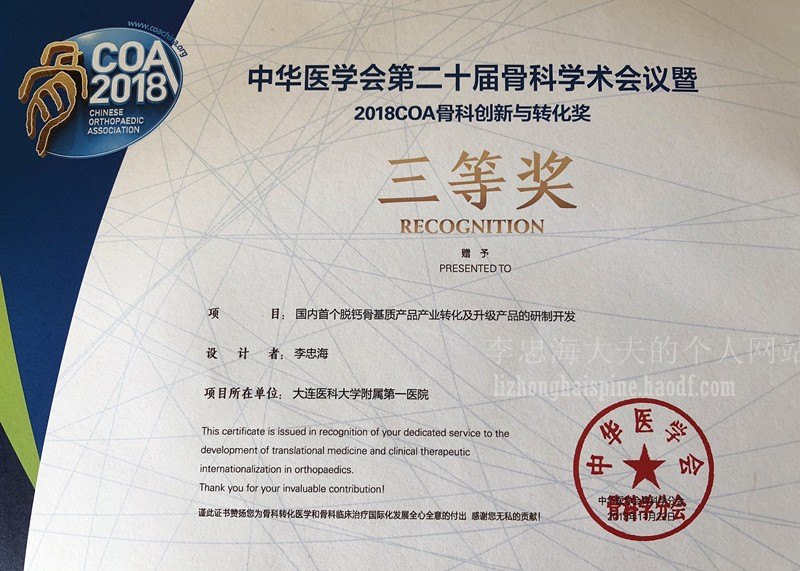 www.coachina.org
COA
2018
CHINESE
ORTHOPAEDIC
ASSOCIATION
中华医学会第二十届骨科学术会议暨
2018COA骨科创新与转化奖
三等奖
RECOGNITION
赠 予
PRESENTED TO
项 目： 国内首个脱钙骨基质产品产业转化及升级产品的研制开发
设 计 者： 李忠海
项目所在单位： 大连医科大学附属第一医院
李忠海大夫的个人网站
lizhonghaispine.haodf.com
This certificate is issued in recognition of your dedicated service to the
development of translational medicine and clinical therapeutic
internationalization in orthopaedics.
Thank you for your invaluable contribution!
谨此证书赞扬您为骨科转化医学和骨科临床治疗国际化发展全心全意的付出 感谢您无私的贡献！
中华医学会
中华医学会骨科学分会
骨科学分会